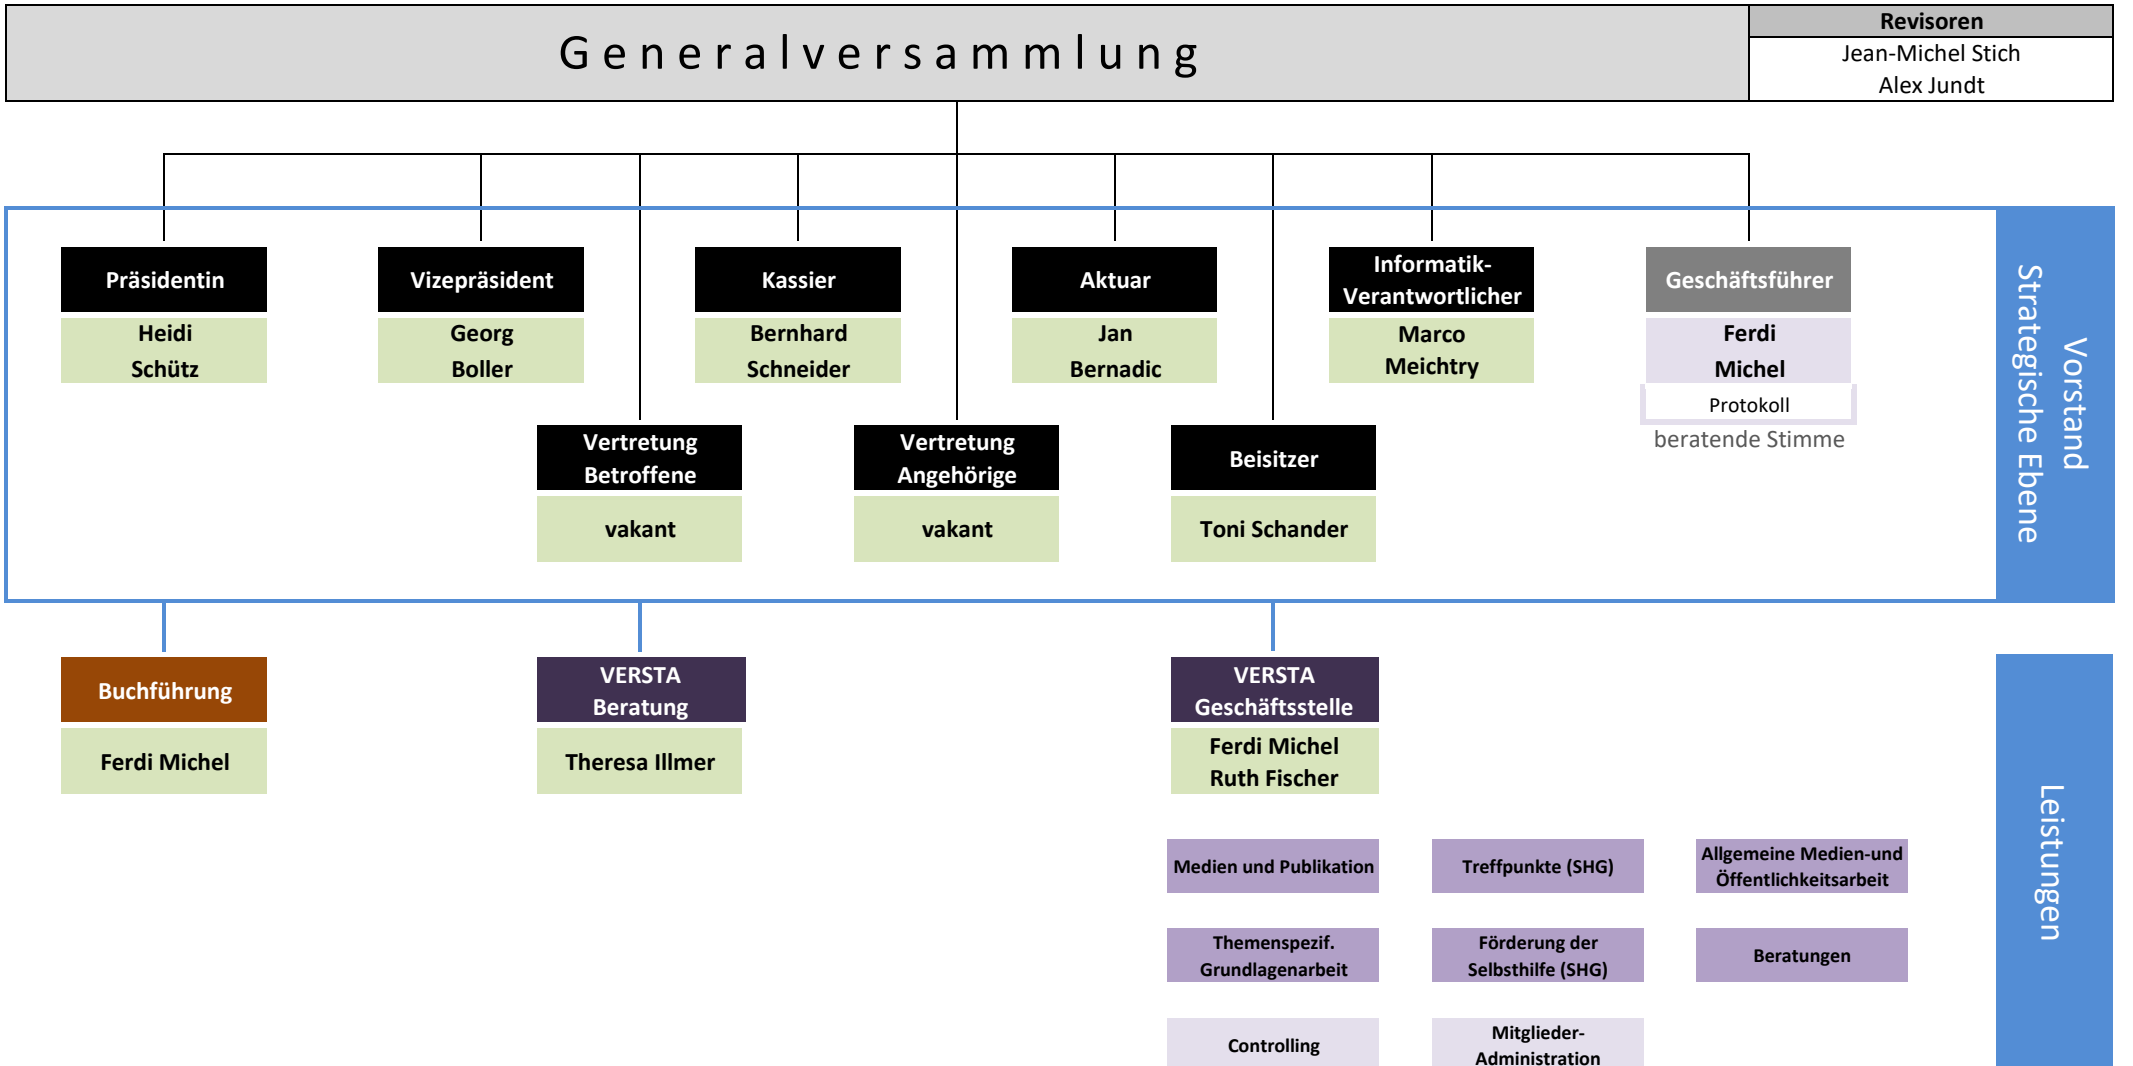 Generalversammlung
Revisoren
Jean-Michel Stich
Alex Jundt
Präsidentin
Heidi
Schütz
Vizepräsident
Georg
Boller
Kassier
Bernhard
Schneider
Aktuar
Jan
Bernadic
Informatik-
Verantwortlicher
Marco
Meichtry
Geschäftsführer
Ferdi
Michel
Protokoll
beratende Stimme
Vertretung
Betroffene
vakant
Vertretung
Angehörige
vakant
Beisitzer
Toni Schander
Vorstand
Strategische Ebene
Buchführung
Ferdi Michel
VERSTA
Beratung
Theresa Illmer
VERSTA
Geschäftsstelle
Ferdi Michel
Ruth Fischer
Medien und Publikation
Treffpunkte (SHG)
Allgemeine Medien-und
Öffentlichkeitsarbeit
Themenspezif.
Grundlagenarbeit
Förderung der
Selbsthilfe (SHG)
Beratungen
Controlling
Mitglieder-
Administration
Leistungen